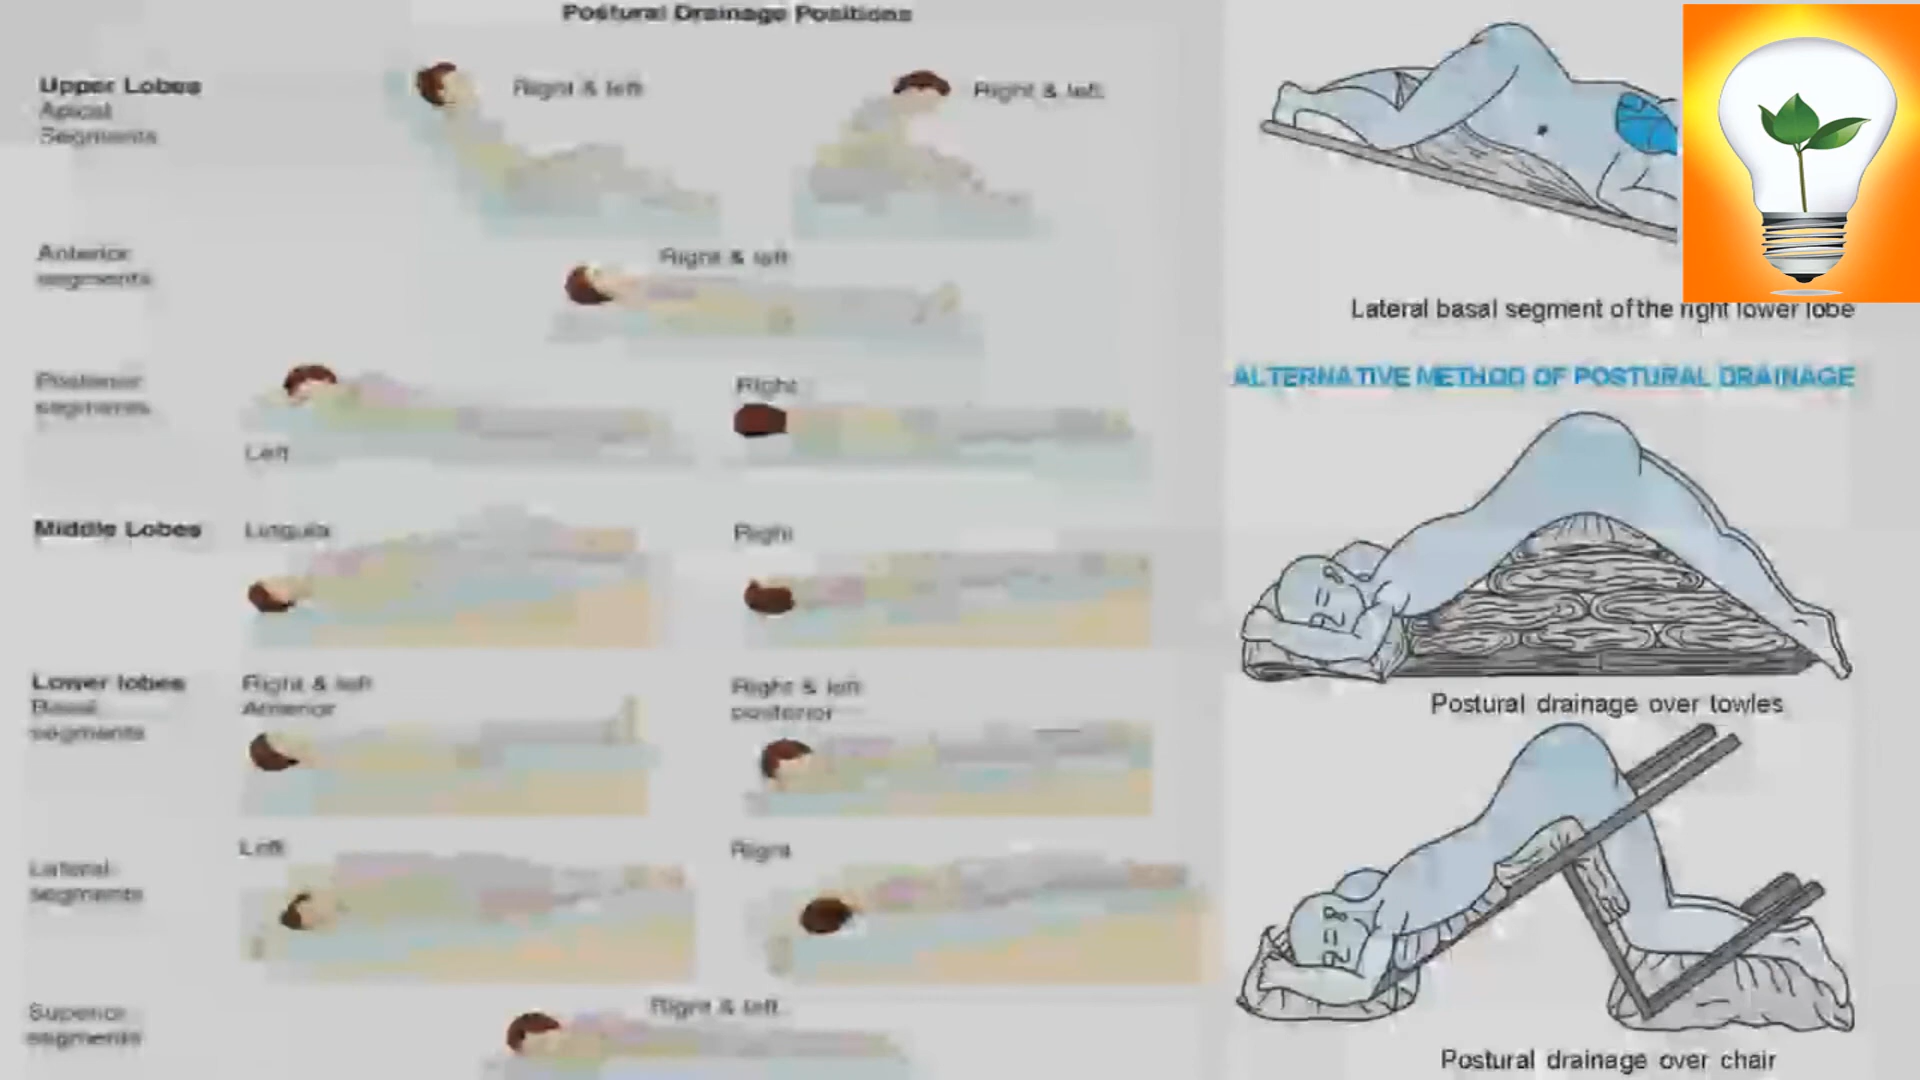 Postural Drainage Positions
Upper Lobes
Apical
Segments
Right & left
Right & left
Anterior
segments
Right & left
Posterior
segments
Left
Right
Middle Lobes
Lingula
Right
Lower lobes
Basal
segments
Right & left
Anterior
Right & left
posterior
Lateral
segments
Left
Right
Superior
segments
Right & left
Lateral basal segment of the right lower lobe
ALTERNATIVE METHOD OF POSTURAL DRAINAGE
Postural drainage over towles
Postural drainage over chair